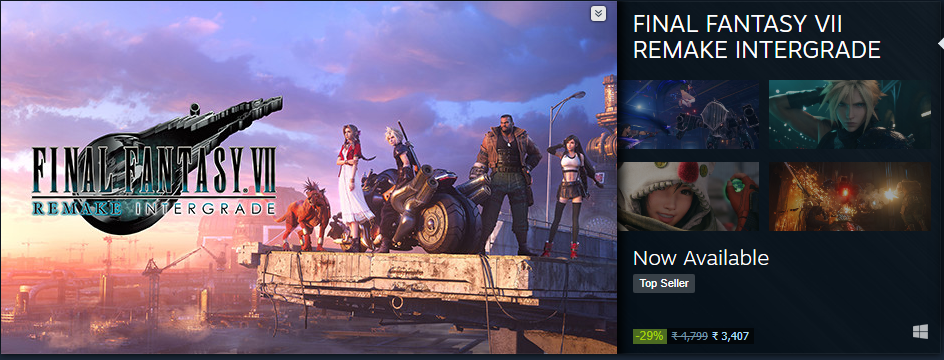 FINAL FANTASY VII
REMAKE INTERGRADE
FINAL FANTASY VII
REMAKE INTERGRADE
Now Available
Top Seller
-29% ₹ 4,799 ₹ 3,407